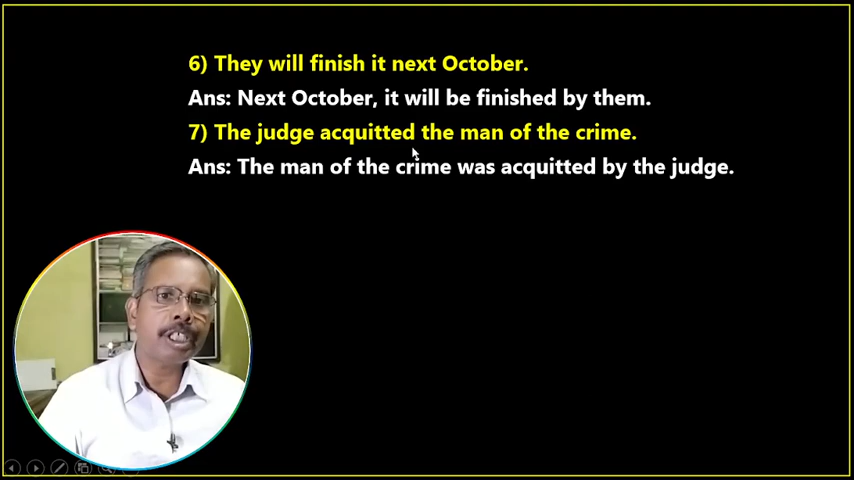 6) They will finish it next October.
Ans: Next October, it will be finished by them.
7) The judge acquitted the man of the crime.
Ans: The man of the crime was acquitted by the judge.